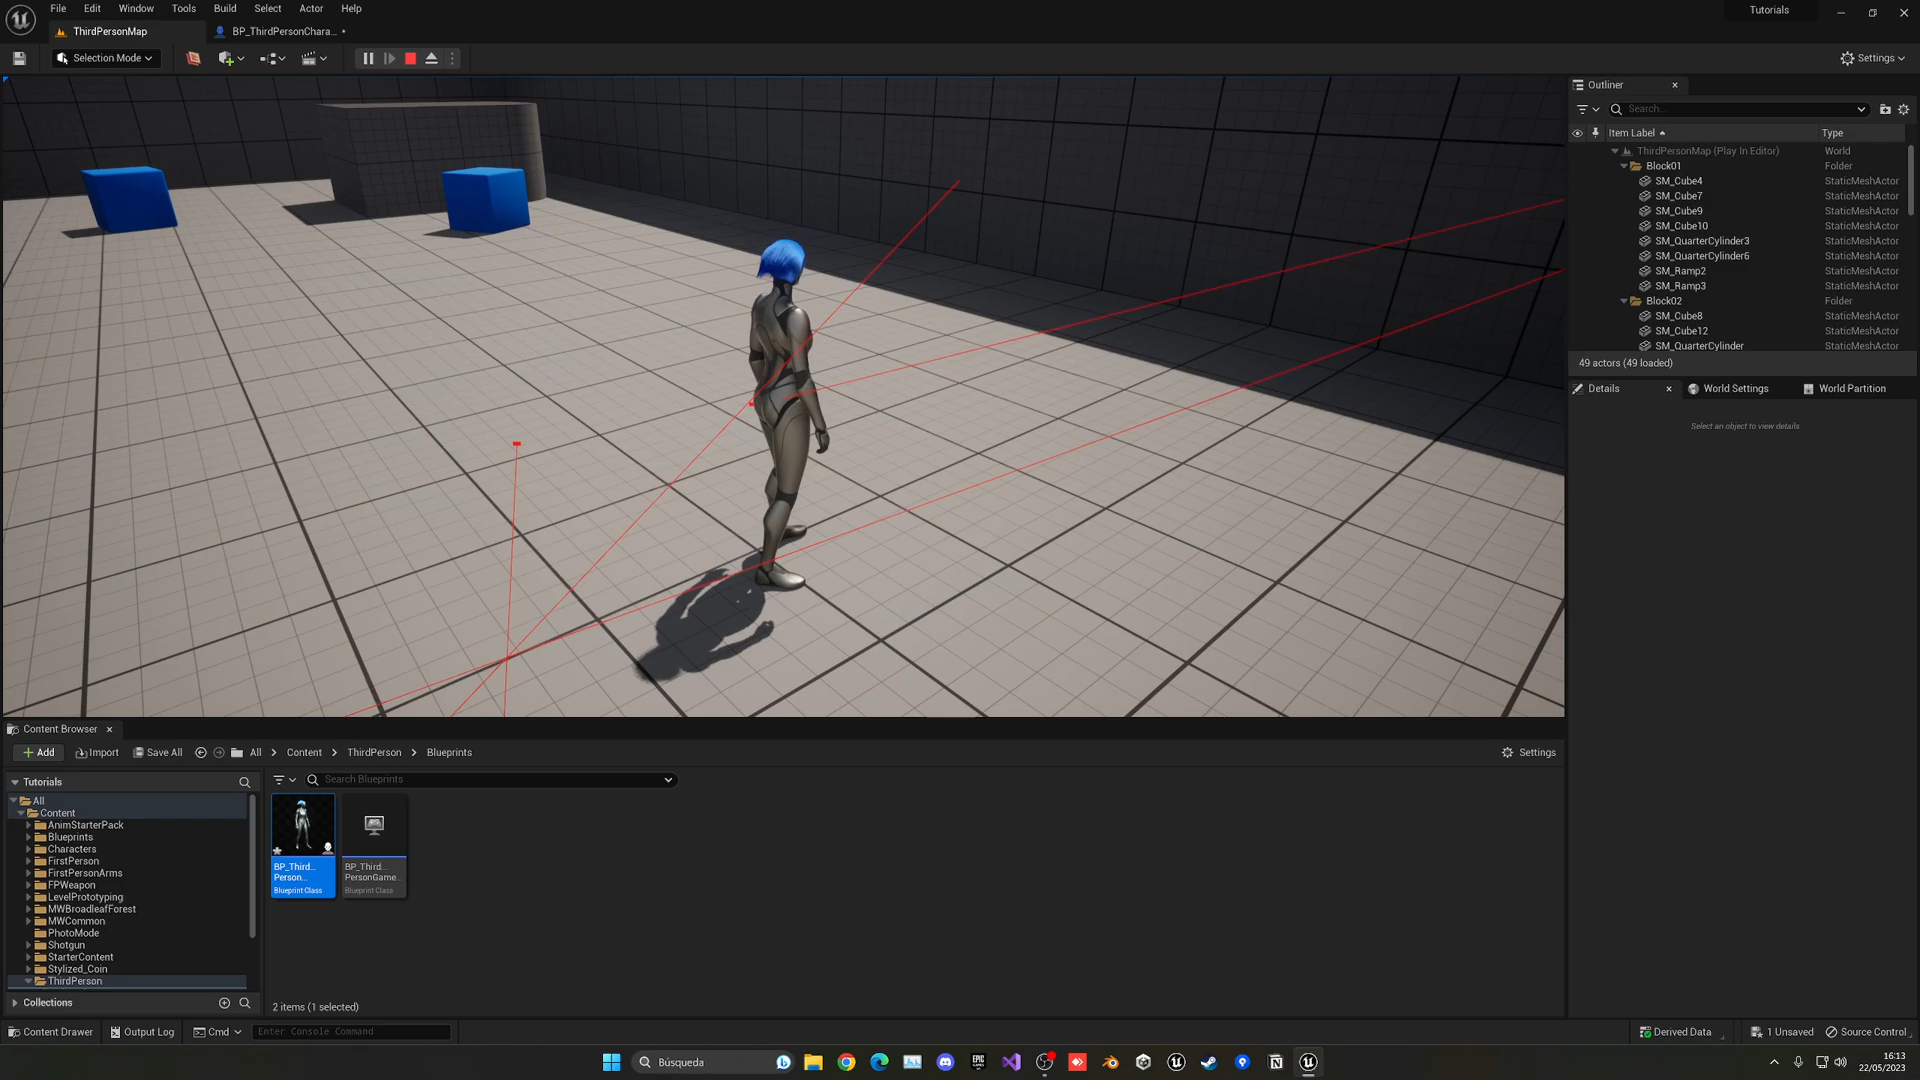 File Edit Window Tools Build Select Actor Help
Tutorials
ThirdPersonMap
BP_ThirdPersonChara... •
Selection Mode
Settings
Outliner
Search...
Item Label
Type
ThirdPersonMap (Play In Editor) World
Block01 Folder
SM_Cube4 StaticMeshActor
SM_Cube7 StaticMeshActor
SM_Cube9 StaticMeshActor
SM_Cube10 StaticMeshActor
SM_QuarterCylinder3 StaticMeshActor
SM_QuarterCylinder6 StaticMeshActor
SM_Ramp2 StaticMeshActor
SM_Ramp3 StaticMeshActor
Block02 Folder
SM_Cube8 StaticMeshActor
SM_Cube12 StaticMeshActor
SM_QuarterCylinder StaticMeshActor
49 actors (49 loaded)
Details
World Settings
World Partition
Select an object to view details.
Content Browser
Add
Import
Save All
All > Content > ThirdPerson > Blueprints
Settings
Tutorials
All
Content
AnimStarterPack
Blueprints
Characters
FirstPerson
FirstPersonArms
FPWeapon
LevelPrototyping
MWBroadleafForest
MWCommon
PhotoMode
Shotgun
StarterContent
Stylized_Coin
ThirdPerson
Collections
Search Blueprints
BP_Third...
Person...
Blueprint Class
BP_Third...
PersonGame...
Blueprint Class
2 items (1 selected)
Content Drawer
Output Log
Cmd
Enter Console Command
Derived Data
1 Unsaved
Source Control
Búsqueda
EPIC
GAMES
16:13
22/05/2023